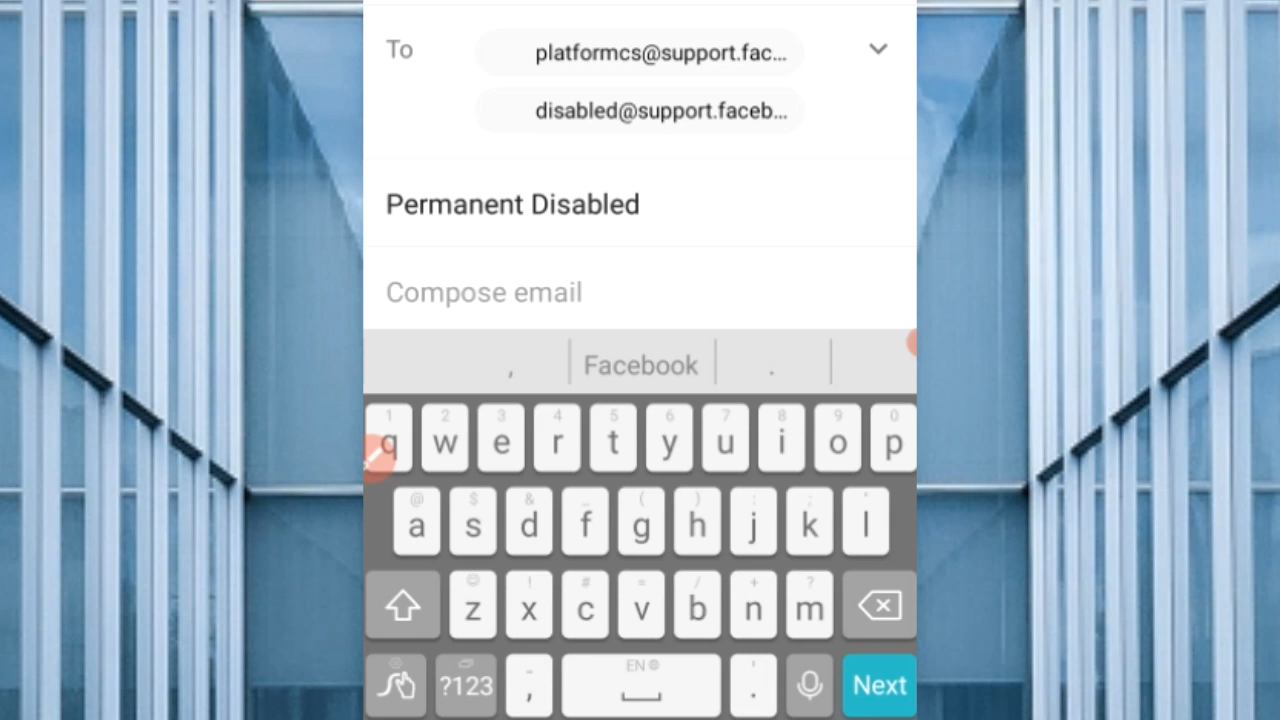 To
platformcs@support.fac...
disabled@support.faceb...
Permanent Disabled
Compose email
, Facebook .
1 2 3 4 5 6 7 8 9 0
q w e r t y u i o p
@ $ & _ ( ) : ; "
a s d f g h j k l
! # = / + ?
z x c v b n m
EN
?123 , . Next